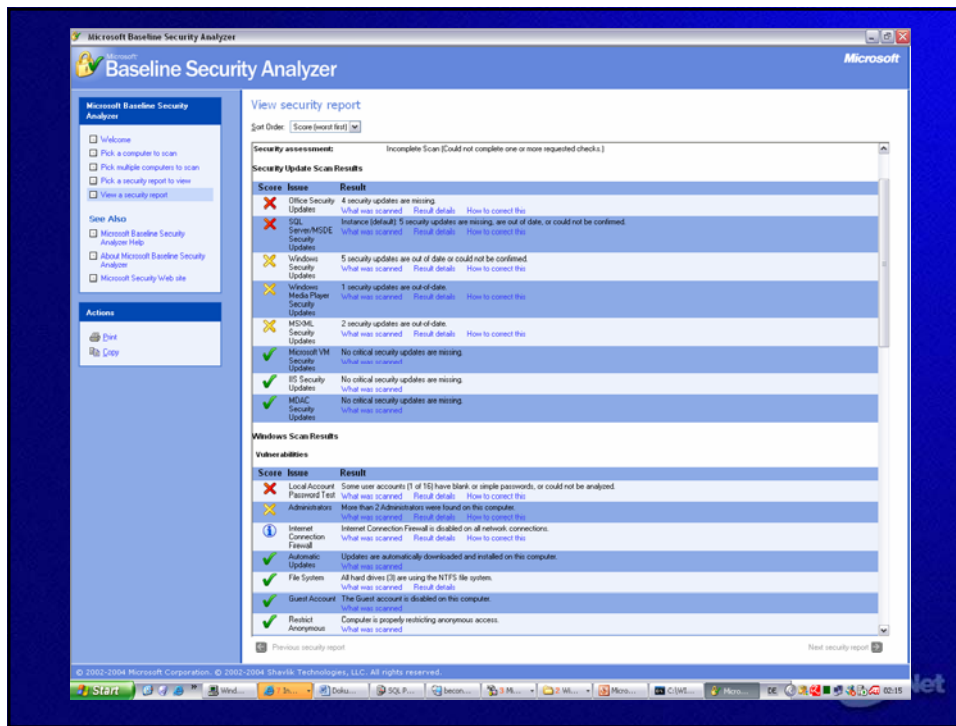 Microsoft Baseline Security Analyzer
Microsoft
Baseline Security Analyzer
Microsoft
Microsoft Baseline Security
Analyzer
Welcome
Pick a computer to scan
Pick multiple computers to scan
Pick a security report to view
View a security report
See Also
Microsoft Baseline Security
Analyzer Help
About Microsoft Baseline Security
Analyzer
Microsoft Security Web site
Actions
Print
Copy
View security report
Sort Order: Score (worst first)
Security assessment: Incomplete Scan (Could not complete one or more requested checks.)
Security Update Scan Results
Score Issue Result
Office Security Updates 4 security updates are missing.
What was scanned Result details How to correct this
SQL Server/MSDE Security Updates Instance (default): 5 security updates are missing, are out of date, or could not be confirmed.
What was scanned Result details How to correct this
Windows Security Updates 5 security updates are out of date or could not be confirmed.
What was scanned Result details How to correct this
Windows Media Player Security Updates 1 security updates are out-of-date.
What was scanned Result details How to correct this
MSXML Security Updates 2 security updates are out-of-date.
What was scanned Result details How to correct this
Microsoft VM Security Updates No critical security updates are missing.
What was scanned
IIS Security Updates No critical security updates are missing.
What was scanned
MDAC Security Updates No critical security updates are missing.
What was scanned
Windows Scan Results
Vulnerabilities
Score Issue Result
Local Account Password Test Some user accounts (1 of 16) have blank or simple passwords, or could not be analyzed.
What was scanned Result details How to correct this
Administrators More than 2 Administrators were found on this computer.
What was scanned Result details How to correct this
Internet Connection Firewall Internet Connection Firewall is disabled on all network connections.
What was scanned Result details How to correct this
Automatic Updates Updates are automatically downloaded and installed on this computer.
What was scanned
File System All hard drives (3) are using the NTFS file system.
What was scanned Result details
Guest Account The Guest account is disabled on this computer.
What was scanned
Restrict Anonymous Computer is properly restricting anonymous access.
What was scanned
Previous security report Next security report
© 2002-2004 Microsoft Corporation. © 2002-2004 Shavlik Technologies, LLC. All rights reserved.
Start Wind... 7 In... Doku... SQL P... becon... 3 Mi... 2 Wi... Micro... C:\WI... Micro... DE 02:15
Net